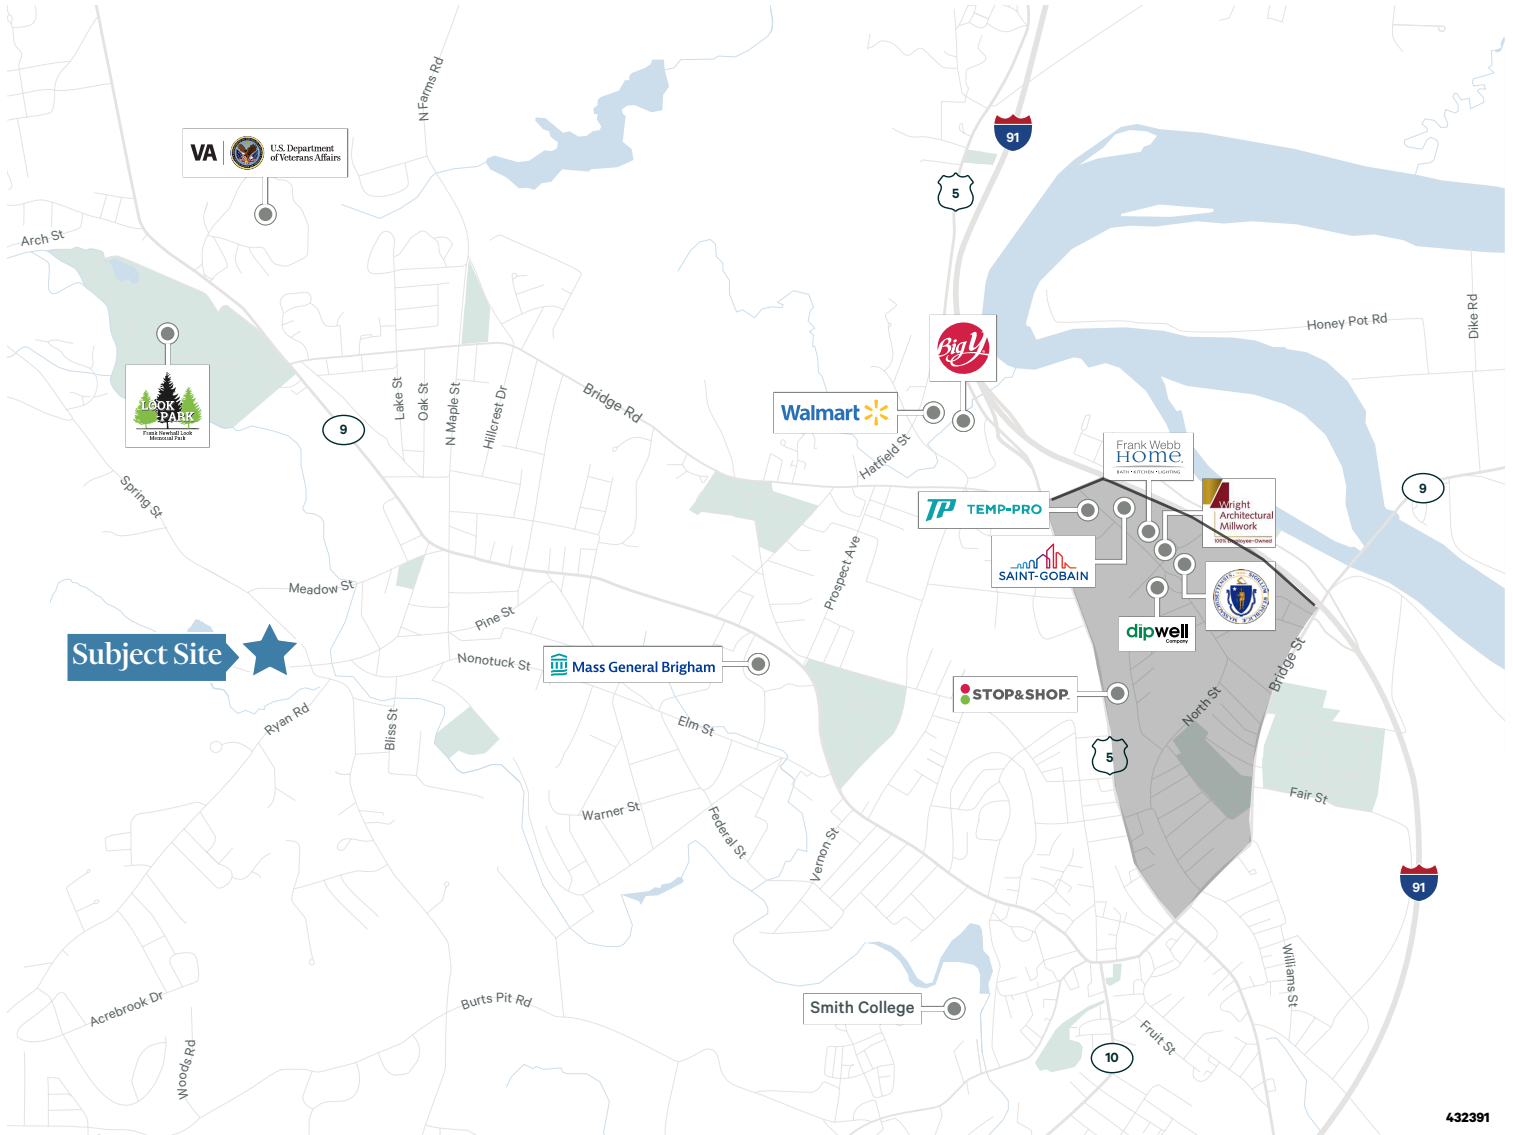 N Farms Rd
91
VA
U.S. Department
of Veterans Affairs
5
Arch St
Honey Pot Rd
Dike Rd
Big Y
LOOK
PARK
Frank Newhall Look
Memorial Park
9
Lake St
Oak St
N Maple St
Hillcrest Dr
Bridge Rd
Walmart
Hatfield St
Frank Webb
HOME
BATH • KITCHEN • LIGHTING
Spring St
TP TEMP-PRO
Wright
Architectural
Millwork
100% Employee-Owned
9
SAINT-GOBAIN
Prospect Ave
Meadow St
Pine St
dipwell
Company
Subject Site
Nonotuck St
Mass General Brigham
Bridge St
STOP&SHOP
North St
Ryan Rd
Bliss St
Elm St
5
Fair St
Warner St
Federal St
Vernon St
91
Williams St
Acrebrook Dr
Burts Pit Rd
Smith College
Fruit St
Woods Rd
10
432391